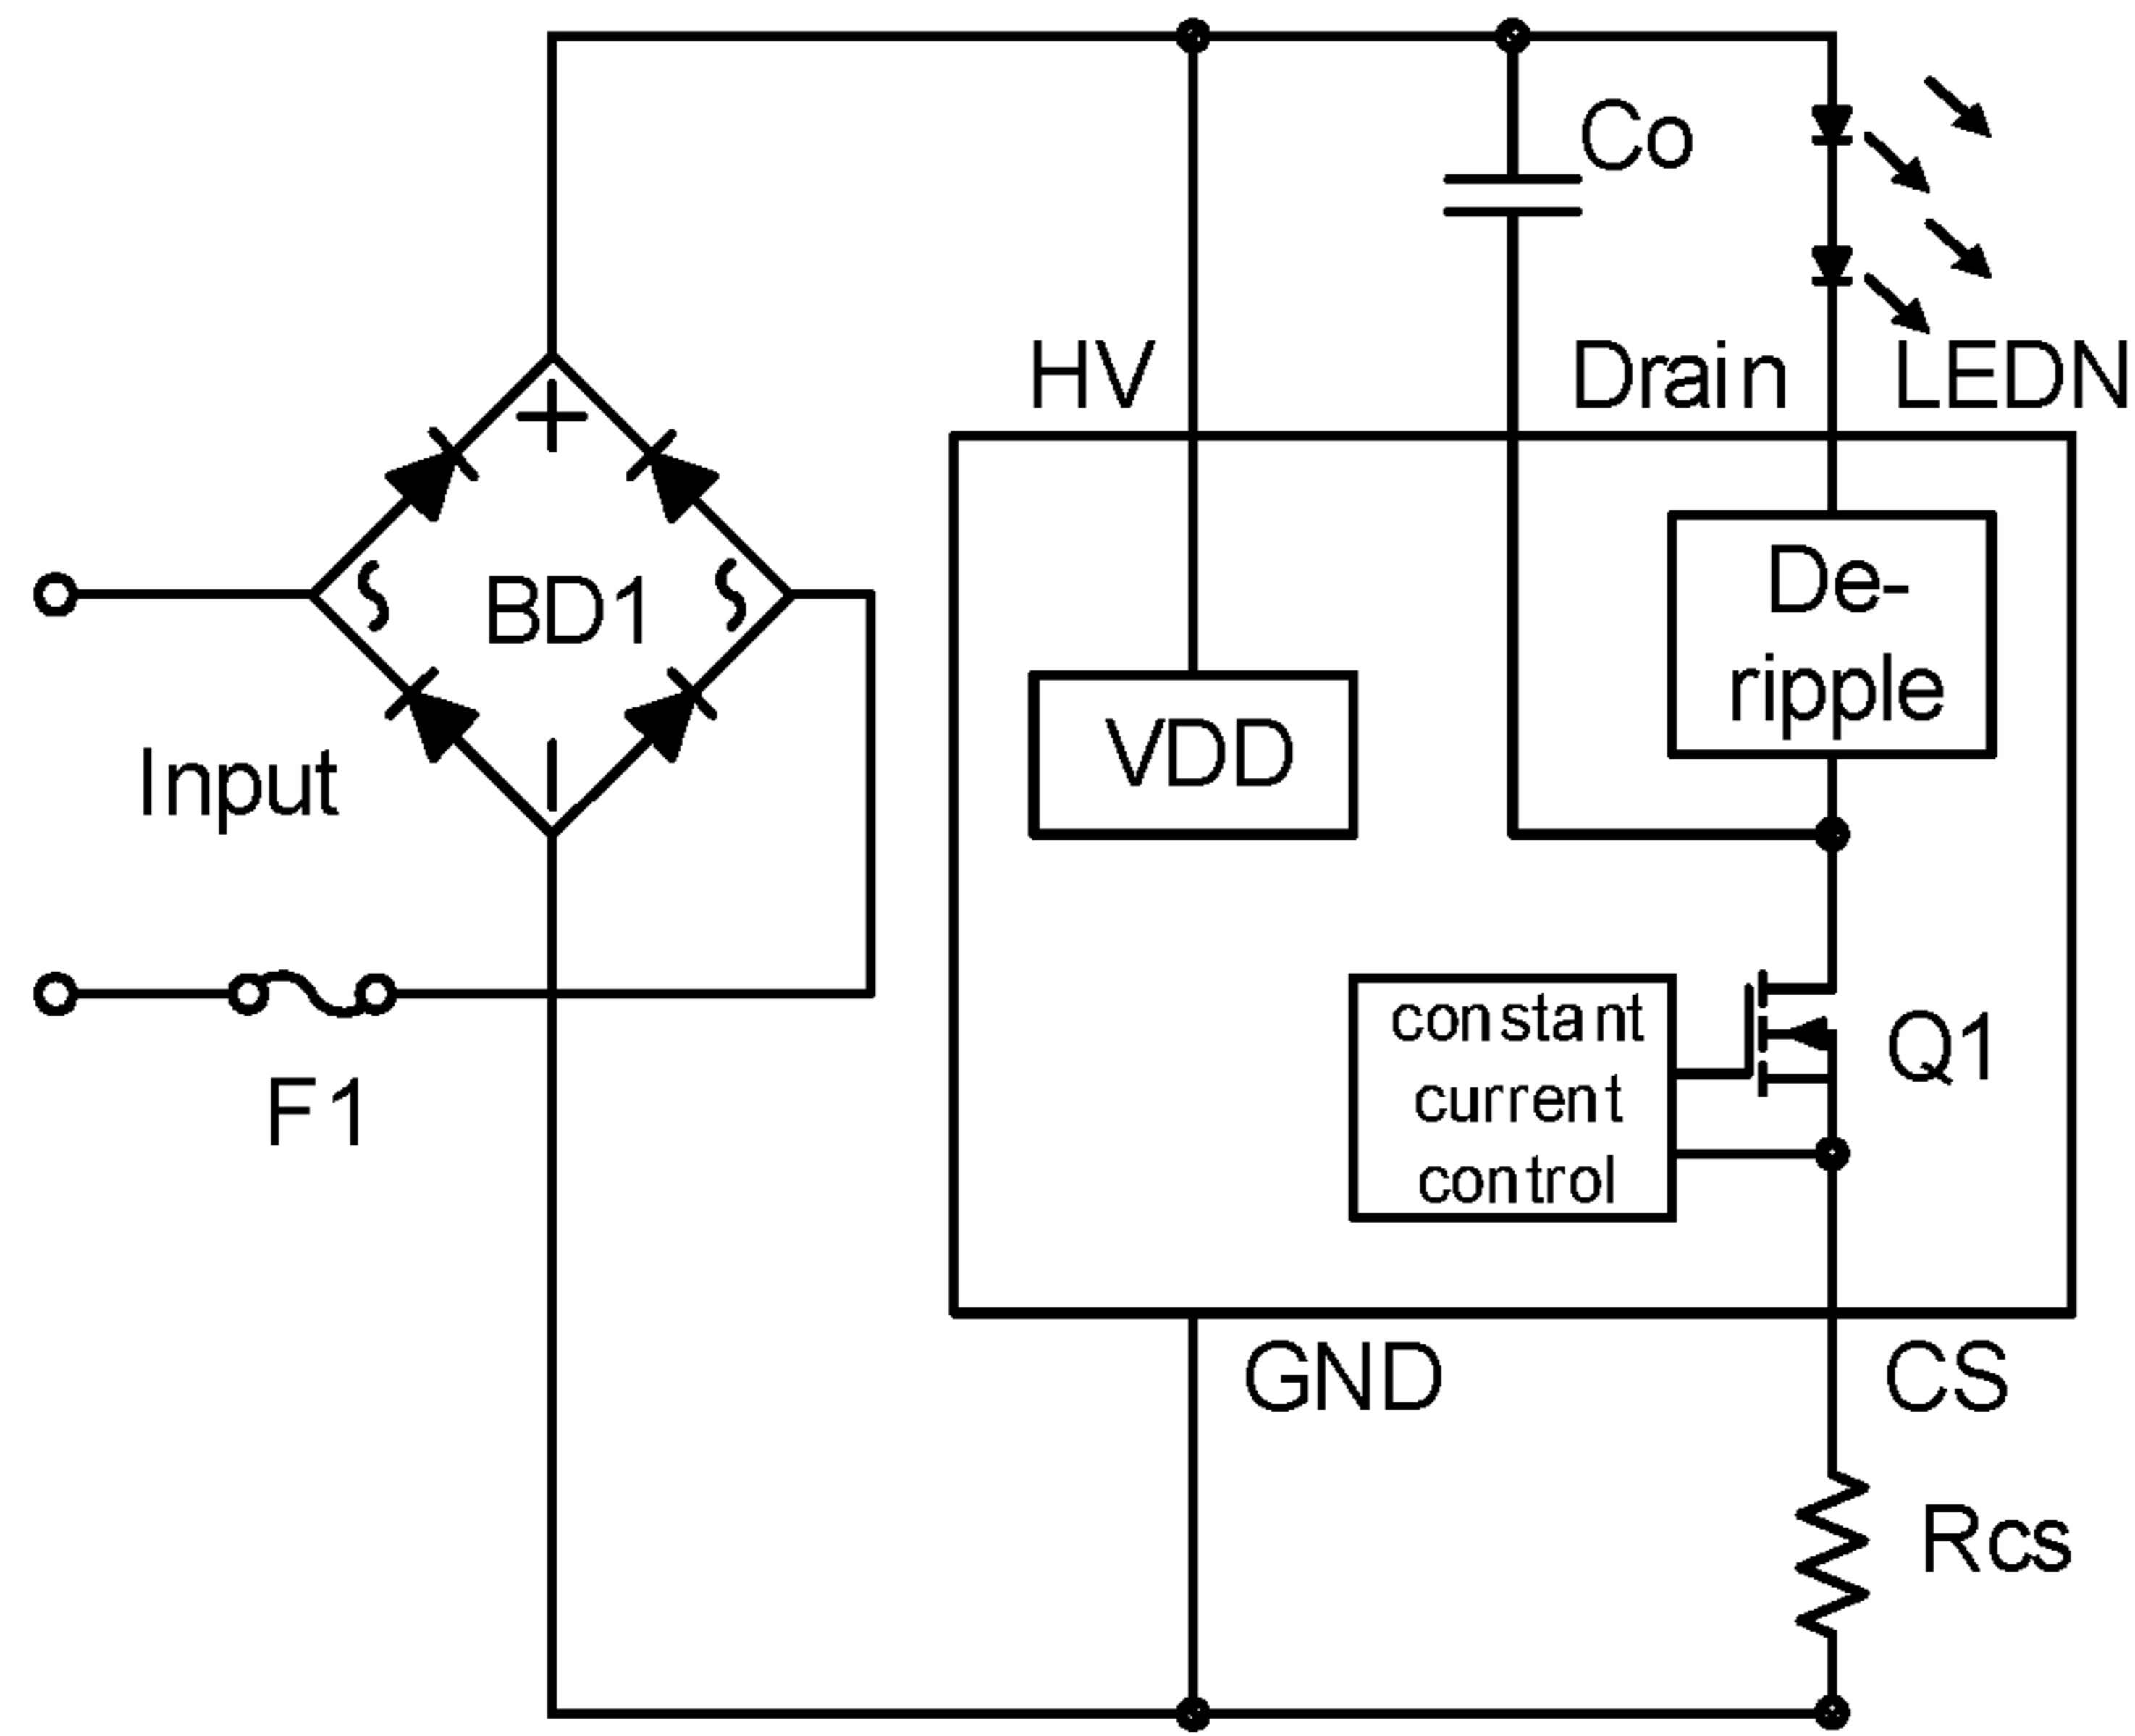 Co
HV
Drain
LEDN
+
BD1
De-
ripple
VDD
Input
−
constant
current
control
Q1
F1
GND
CS
Rcs